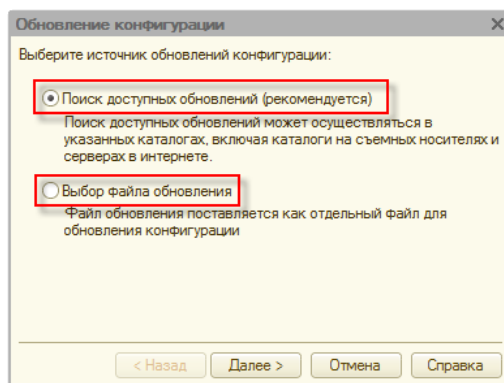 Обновление конфигурации
Выберите источник обновлений конфигурации:
Поиск доступных обновлений (рекомендуется)
Поиск доступных обновлений может осуществляться в
указанных каталогах, включая каталоги на съемных носителях и
серверах в интернете.
Выбор файла обновления
Файл обновления поставляется как отдельный файл для
обновления конфигурации
< Назад Далее > Отмена Справка